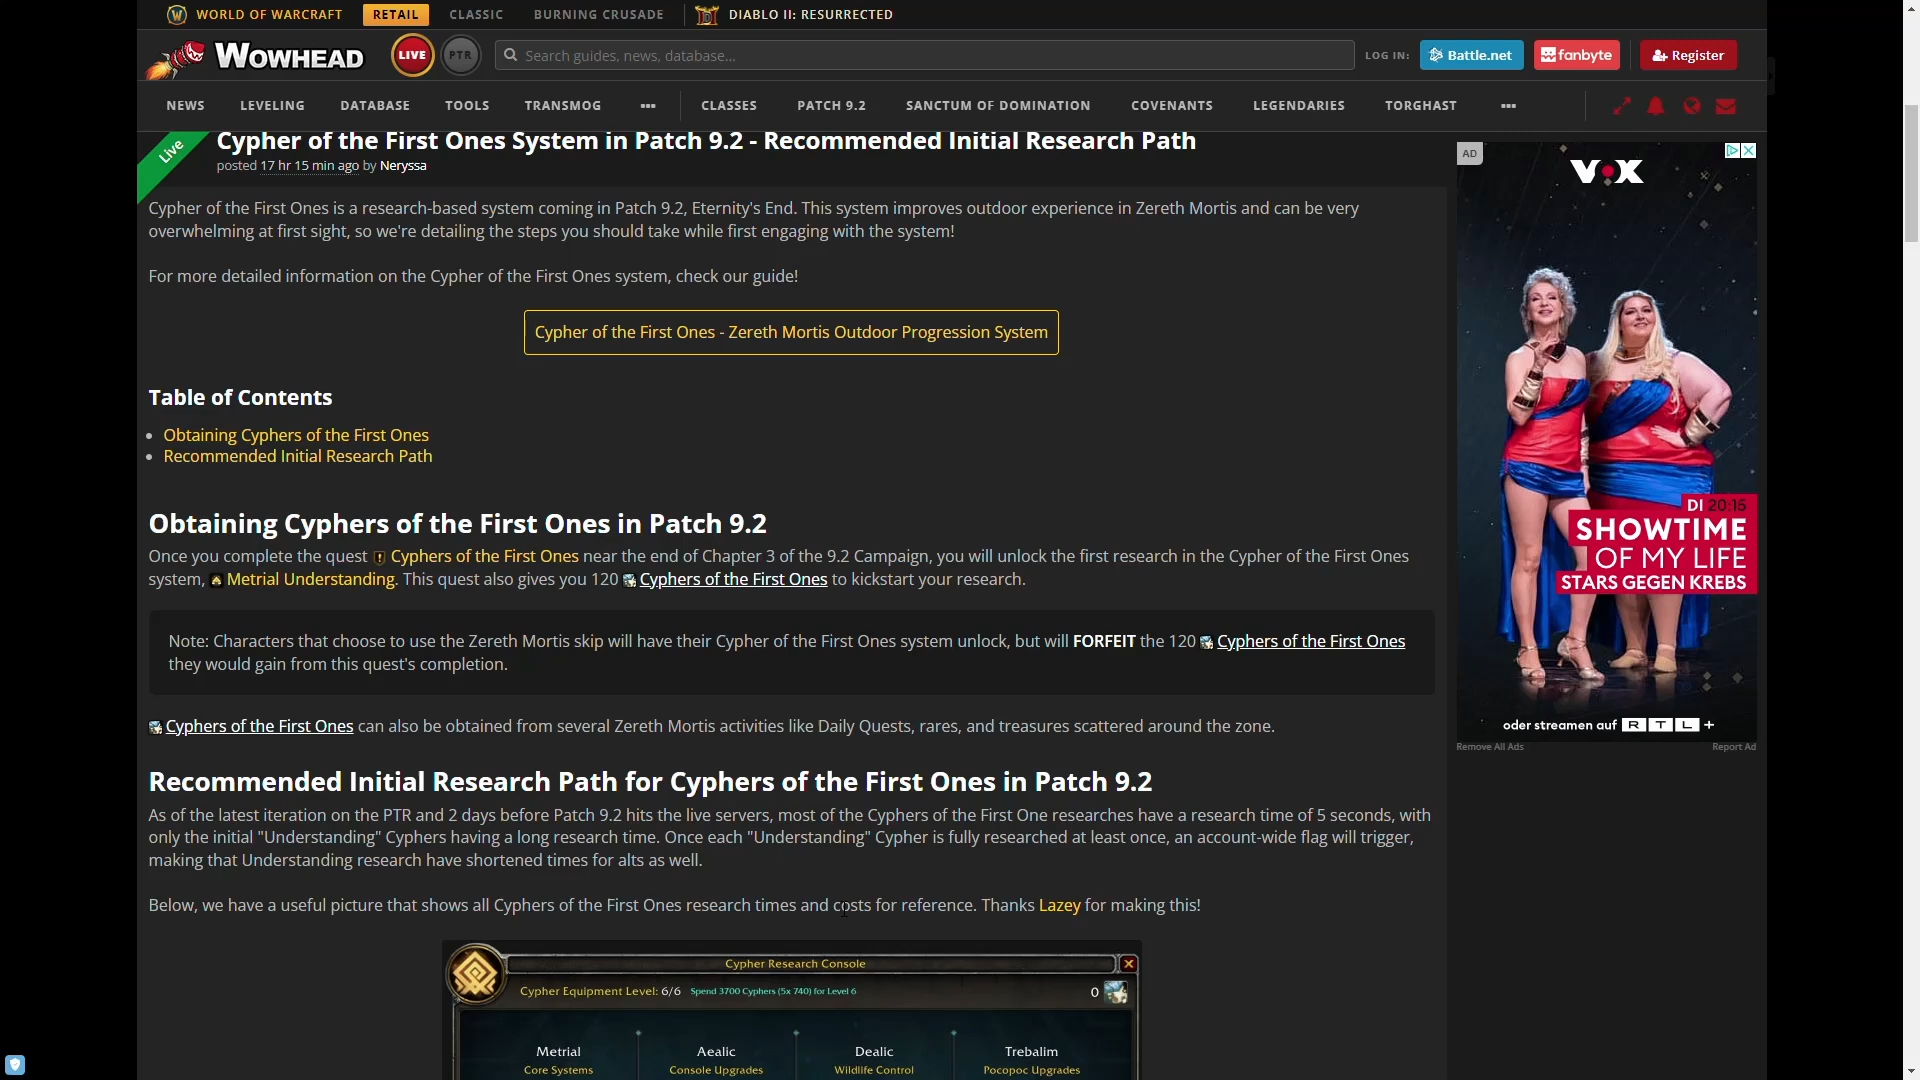 WORLD OF WARCRAFT RETAIL CLASSIC BURNING CRUSADE DIABLO II: RESURRECTED
WOWHEAD LIVE PTR Search guides, news, database... LOG IN: Battle.net fanbyte Register
NEWS LEVELING DATABASE TOOLS TRANSMOG ••• CLASSES PATCH 9.2 SANCTUM OF DOMINATION COVENANTS LEGENDARIES TORGHAST •••
Live
Cypher of the First Ones System in Patch 9.2 - Recommended Initial Research Path
posted 17 hr 15 min ago by Neryssa
Cypher of the First Ones is a research-based system coming in Patch 9.2, Eternity's End. This system improves outdoor experience in Zereth Mortis and can be very
overwhelming at first sight, so we're detailing the steps you should take while first engaging with the system!
For more detailed information on the Cypher of the First Ones system, check our guide!
Cypher of the First Ones - Zereth Mortis Outdoor Progression System
Table of Contents
• Obtaining Cyphers of the First Ones
• Recommended Initial Research Path
Obtaining Cyphers of the First Ones in Patch 9.2
Once you complete the quest Cyphers of the First Ones near the end of Chapter 3 of the 9.2 Campaign, you will unlock the first research in the Cypher of the First Ones
system, Metrial Understanding. This quest also gives you 120 Cyphers of the First Ones to kickstart your research.
Note: Characters that choose to use the Zereth Mortis skip will have their Cypher of the First Ones system unlock, but will FORFEIT the 120 Cyphers of the First Ones
they would gain from this quest's completion.
Cyphers of the First Ones can also be obtained from several Zereth Mortis activities like Daily Quests, rares, and treasures scattered around the zone.
Recommended Initial Research Path for Cyphers of the First Ones in Patch 9.2
As of the latest iteration on the PTR and 2 days before Patch 9.2 hits the live servers, most of the Cyphers of the First One researches have a research time of 5 seconds, with
only the initial "Understanding" Cyphers having a long research time. Once each "Understanding" Cypher is fully researched at least once, an account-wide flag will trigger,
making that Understanding research have shortened times for alts as well.
Below, we have a useful picture that shows all Cyphers of the First Ones research times and costs for reference. Thanks Lazey for making this!
Cypher Research Console
Cypher Equipment Level: 6/6 Spend 3700 Cyphers (5x 740) for Level 6 0
Metrial Aealic Dealic Trebalim
Core Systems Console Upgrades Wildlife Control Pocopoc Upgrades
AD
VOX
DI 20:15
SHOWTIME
OF MY LIFE
STARS GEGEN KREBS
oder streamen auf RTL +
Remove All Ads Report Ad